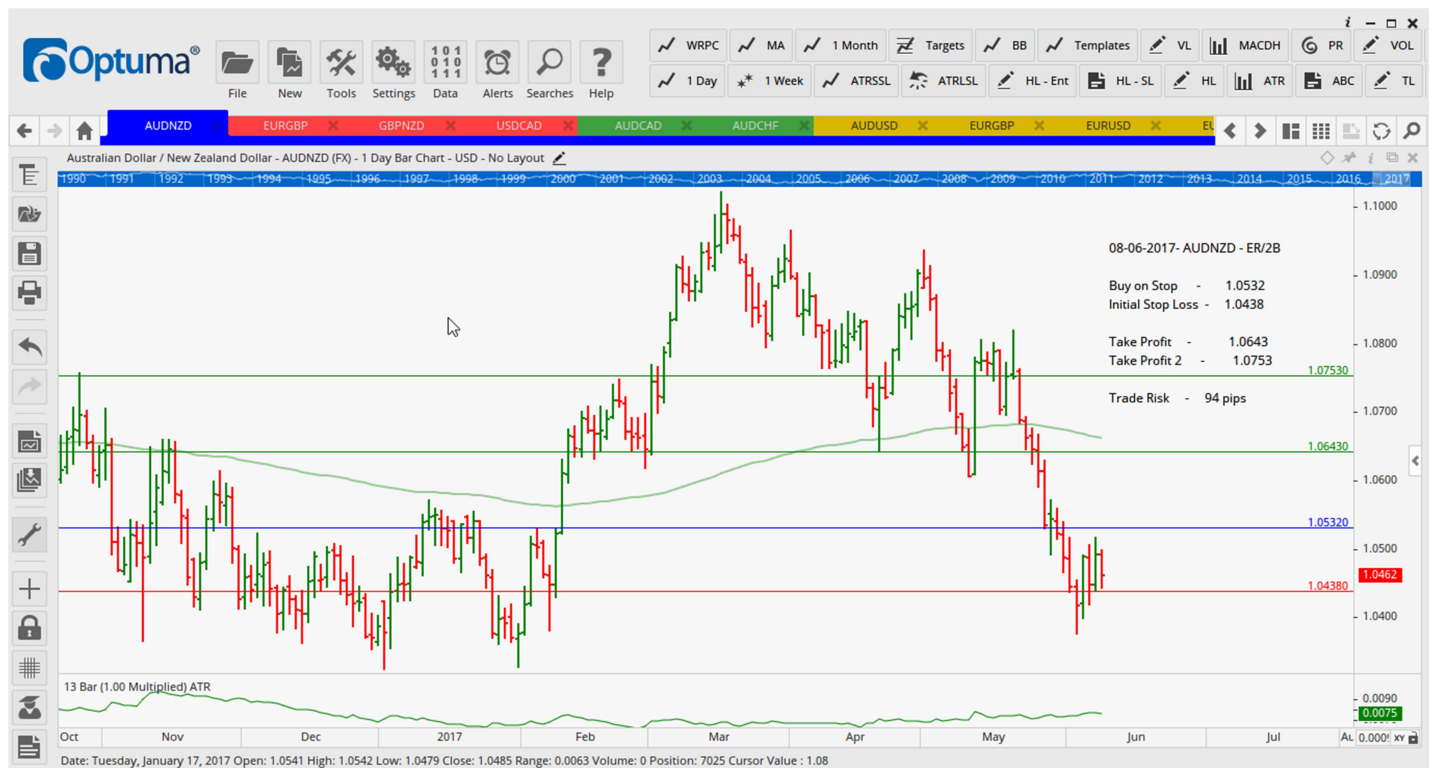 Optuma®
File New Tools Settings Data Alerts Searches Help
WRPC MA 1 Month Targets BB Templates VL MACDH PR VOL
1 Day 1 Week ATRSSL ATRLSL HL - Ent HL - SL HL ATR ABC TL
AUDNZD EURGBP GBPNZD USDCAD AUDCAD AUDCHF AUDUSD EURGBP EURUSD EU
Australian Dollar / New Zealand Dollar - AUDNZD (FX) - 1 Day Bar Chart - USD - No Layout
1990 1991 1992 1993 1994 1995 1996 1997 1998 1999 2000 2001 2002 2003 2004 2005 2006 2007 2008 2009 2010 2011 2012 2013 2014 2015 2016 2017
1.1000
08-06-2017- AUDNZD - ER/2B
1.0900
Buy on Stop - 1.0532
Initial Stop Loss - 1.0438
Take Profit - 1.0643
1.0800
Take Profit 2 - 1.0753
1.07530
Trade Risk - 94 pips
1.0700
1.06430
1.0600
1.05320
1.0500
1.0462
1.04380
1.0400
13 Bar (1.00 Multiplied) ATR
0.0090
0.0075
Oct Nov Dec 2017 Feb Mar Apr May Jun Jul XY
Date: Tuesday, January 17, 2017 Open: 1.0541 High: 1.0542 Low: 1.0479 Close: 1.0485 Range: 0.0063 Volume: 0 Position: 7025 Cursor Value : 1.08